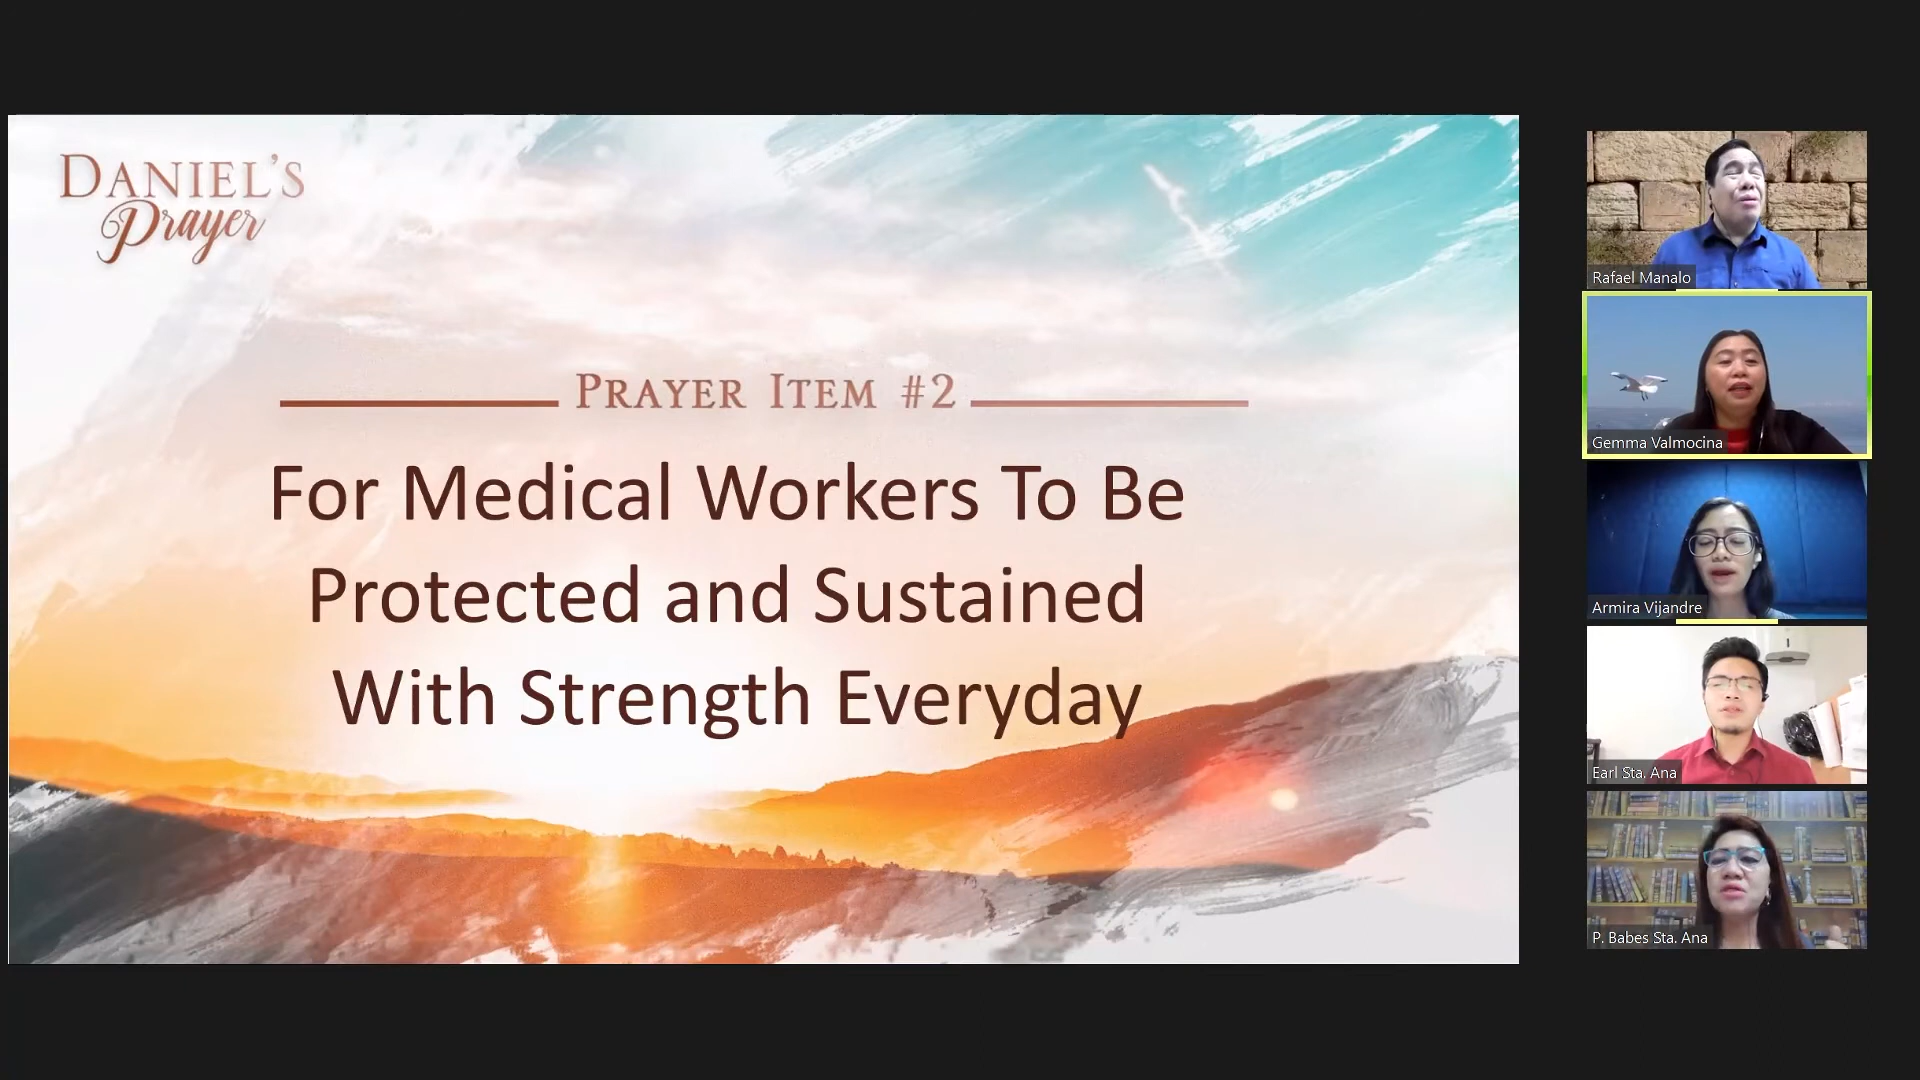 DANIEL'S
Prayer
PRAYER ITEM #2
For Medical Workers To Be
Protected and Sustained
With Strength Everyday
Rafael Manalo
Gemma Valmocina
Armira Vijandre
Earl Sta. Ana
P. Babes Sta. Ana